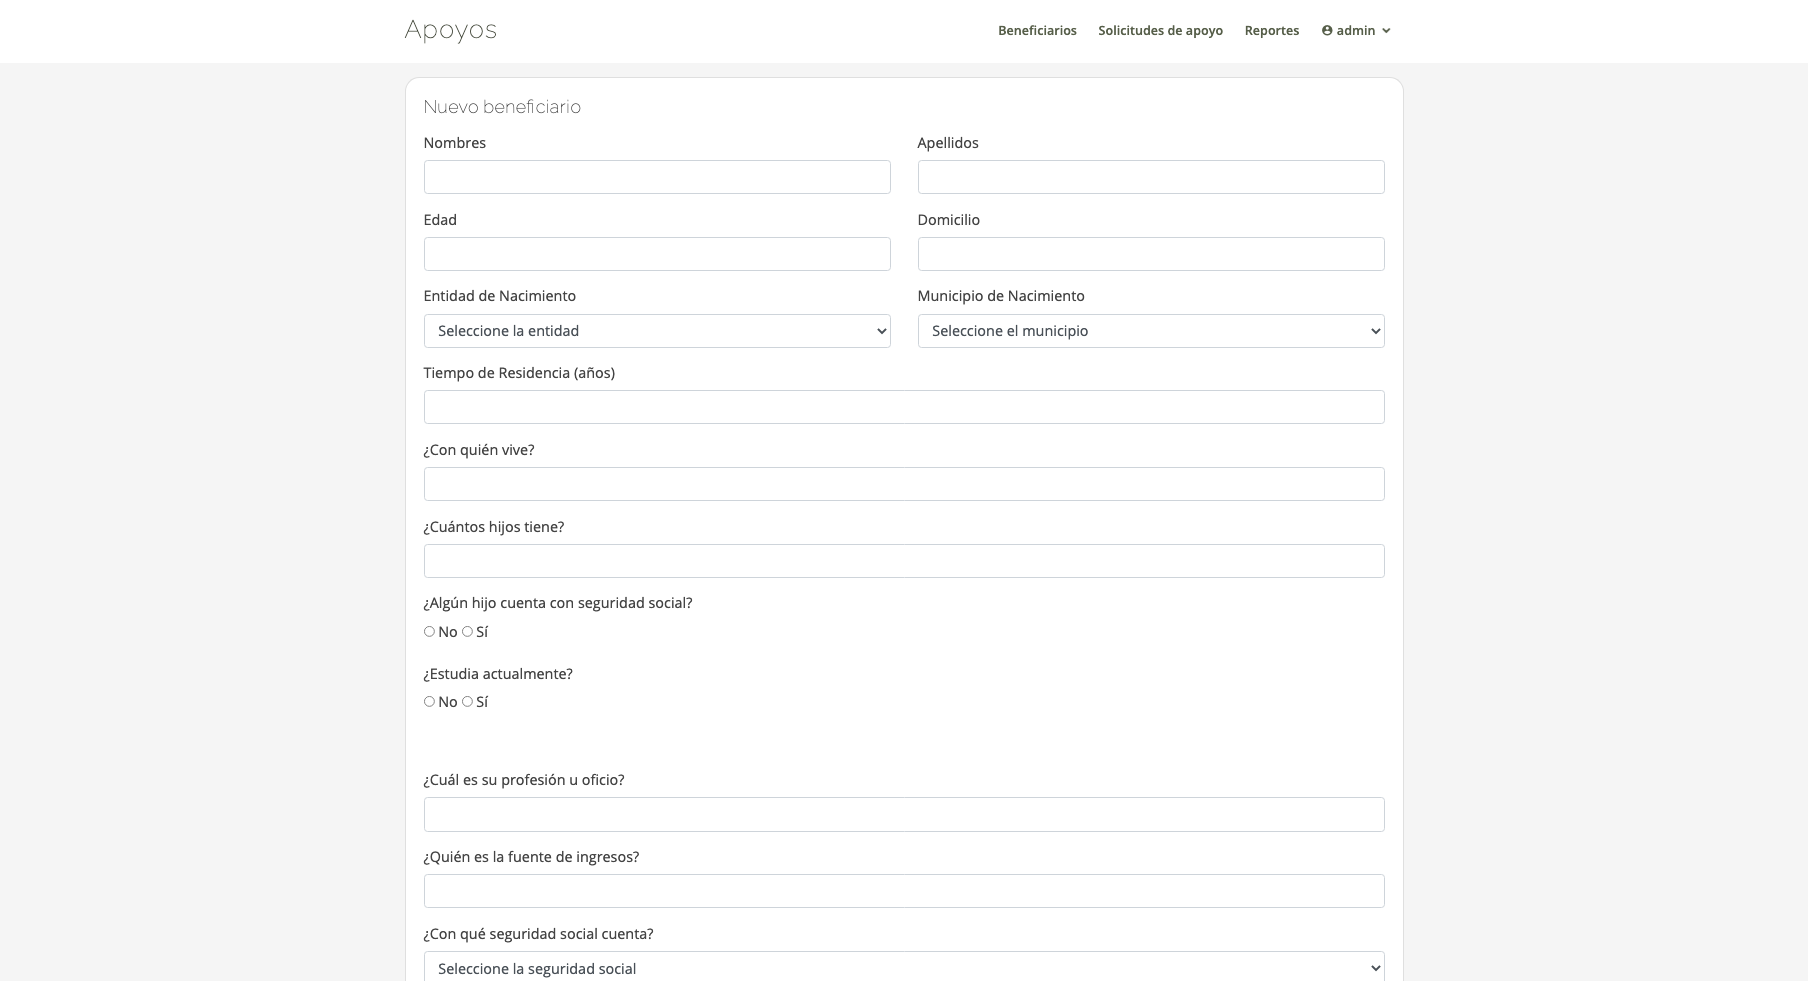 Apoyos
Beneficiarios Solicitudes de apoyo Reportes admin
Nuevo beneficiario
Nombres Apellidos
Edad Domicilio
Entidad de Nacimiento Municipio de Nacimiento
Seleccione la entidad Seleccione el municipio
Tiempo de Residencia (años)
¿Con quién vive?
¿Cuántos hijos tiene?
¿Algún hijo cuenta con seguridad social?
No Sí
¿Estudia actualmente?
No Sí
¿Cuál es su profesión u oficio?
¿Quién es la fuente de ingresos?
¿Con qué seguridad social cuenta?
Seleccione la seguridad social